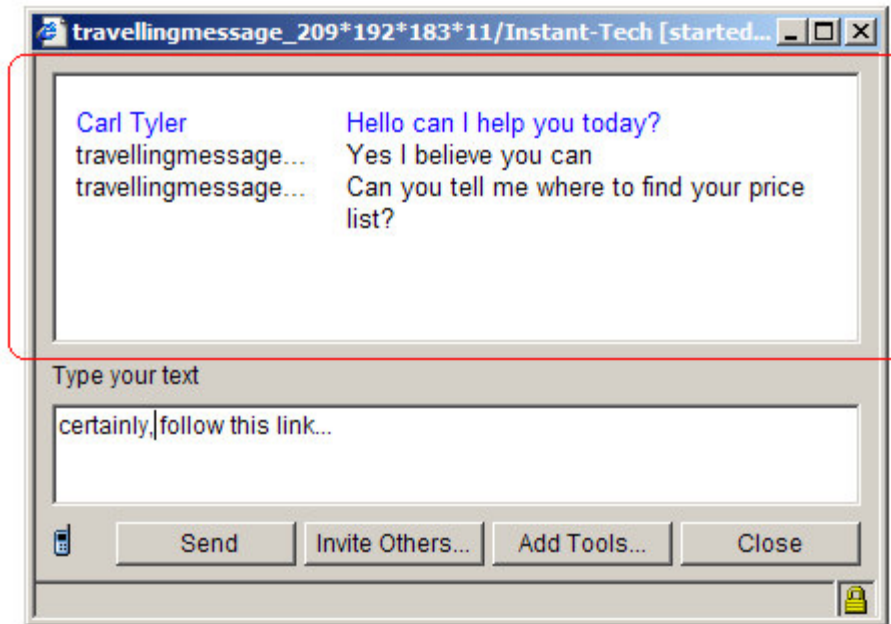 travellingmessage_209*192*183*11/Instant-Tech [started...
Carl Tyler Hello can I help you today?
travellingmessage... Yes I believe you can
travellingmessage... Can you tell me where to find your price
list?
Type your text
certainly, follow this link...
Send Invite Others... Add Tools... Close